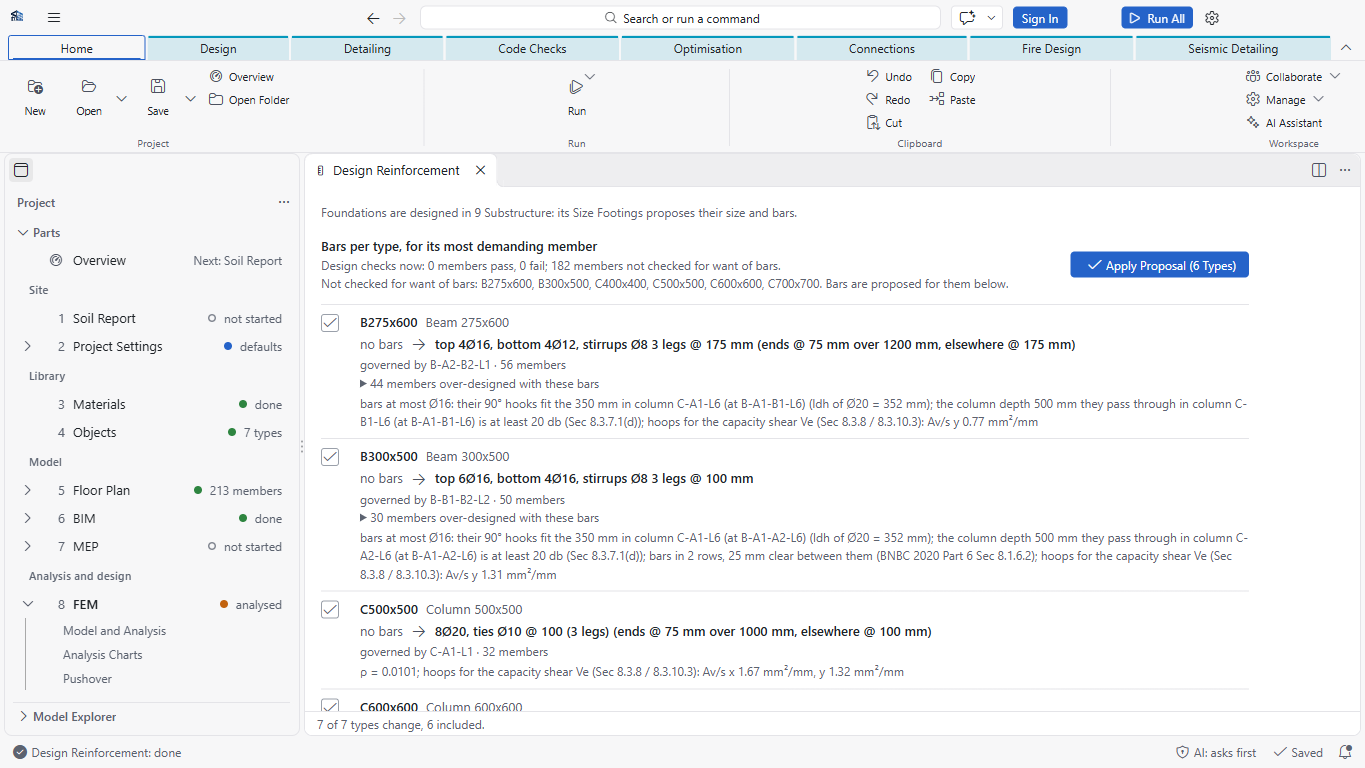 Search or run a command
Sign In
Run All
Home
Design
Detailing
Code Checks
Optimisation
Connections
Fire Design
Seismic Detailing
New
Open
Save
Overview
Open Folder
Project
Run
Run
Undo
Redo
Cut
Copy
Paste
Clipboard
Collaborate
Manage
AI Assistant
Workspace
Project
Parts
Overview Next: Soil Report
Site
1 Soil Report not started
2 Project Settings defaults
Library
3 Materials done
4 Objects 7 types
Model
5 Floor Plan 213 members
6 BIM done
7 MEP not started
Analysis and design
8 FEM analysed
Model and Analysis
Analysis Charts
Pushover
Model Explorer
Design Reinforcement
Foundations are designed in 9 Substructure: its Size Footings proposes their size and bars.
Bars per type, for its most demanding member
Design checks now: 0 members pass, 0 fail; 182 members not checked for want of bars.
Not checked for want of bars: B275x600, B300x500, C400x400, C500x500, C600x600, C700x700. Bars are proposed for them below.
Apply Proposal (6 Types)
B275x600 Beam 275x600
no bars → top 4Ø16, bottom 4Ø12, stirrups Ø8 3 legs @ 175 mm (ends @ 75 mm over 1200 mm, elsewhere @ 175 mm)
governed by B-A2-B2-L1 · 56 members
▶ 44 members over-designed with these bars
bars at most Ø16: their 90° hooks fit the 350 mm in column C-A1-L6 (at B-A1-B1-L6) (ldh of Ø20 = 352 mm); the column depth 500 mm they pass through in column C-
B1-L6 (at B-A1-B1-L6) is at least 20 db (Sec 8.3.7.1(d)); hoops for the capacity shear Ve (Sec 8.3.8 / 8.3.10.3): Av/s y 0.77 mm²/mm
B300x500 Beam 300x500
no bars → top 6Ø16, bottom 4Ø16, stirrups Ø8 3 legs @ 100 mm
governed by B-B1-B2-L2 · 50 members
▶ 30 members over-designed with these bars
bars at most Ø16: their 90° hooks fit the 350 mm in column C-A1-L6 (at B-A1-A2-L6) (ldh of Ø20 = 352 mm); the column depth 500 mm they pass through in column C-
A2-L6 (at B-A1-A2-L6) is at least 20 db (Sec 8.3.7.1(d)); bars in 2 rows, 25 mm clear between them (BNBC 2020 Part 6 Sec 8.1.6.2); hoops for the capacity shear Ve (Sec
8.3.8 / 8.3.10.3): Av/s y 1.31 mm²/mm
C500x500 Column 500x500
no bars → 8Ø20, ties Ø10 @ 100 (3 legs) (ends @ 75 mm over 1000 mm, elsewhere @ 100 mm)
governed by C-A1-L1 · 32 members
ρ = 0.0101; hoops for the capacity shear Ve (Sec 8.3.8 / 8.3.10.3): Av/s x 1.67 mm²/mm, y 1.32 mm²/mm
C600x600 Column 600x600
7 of 7 types change, 6 included.
Design Reinforcement: done
AI: asks first
Saved